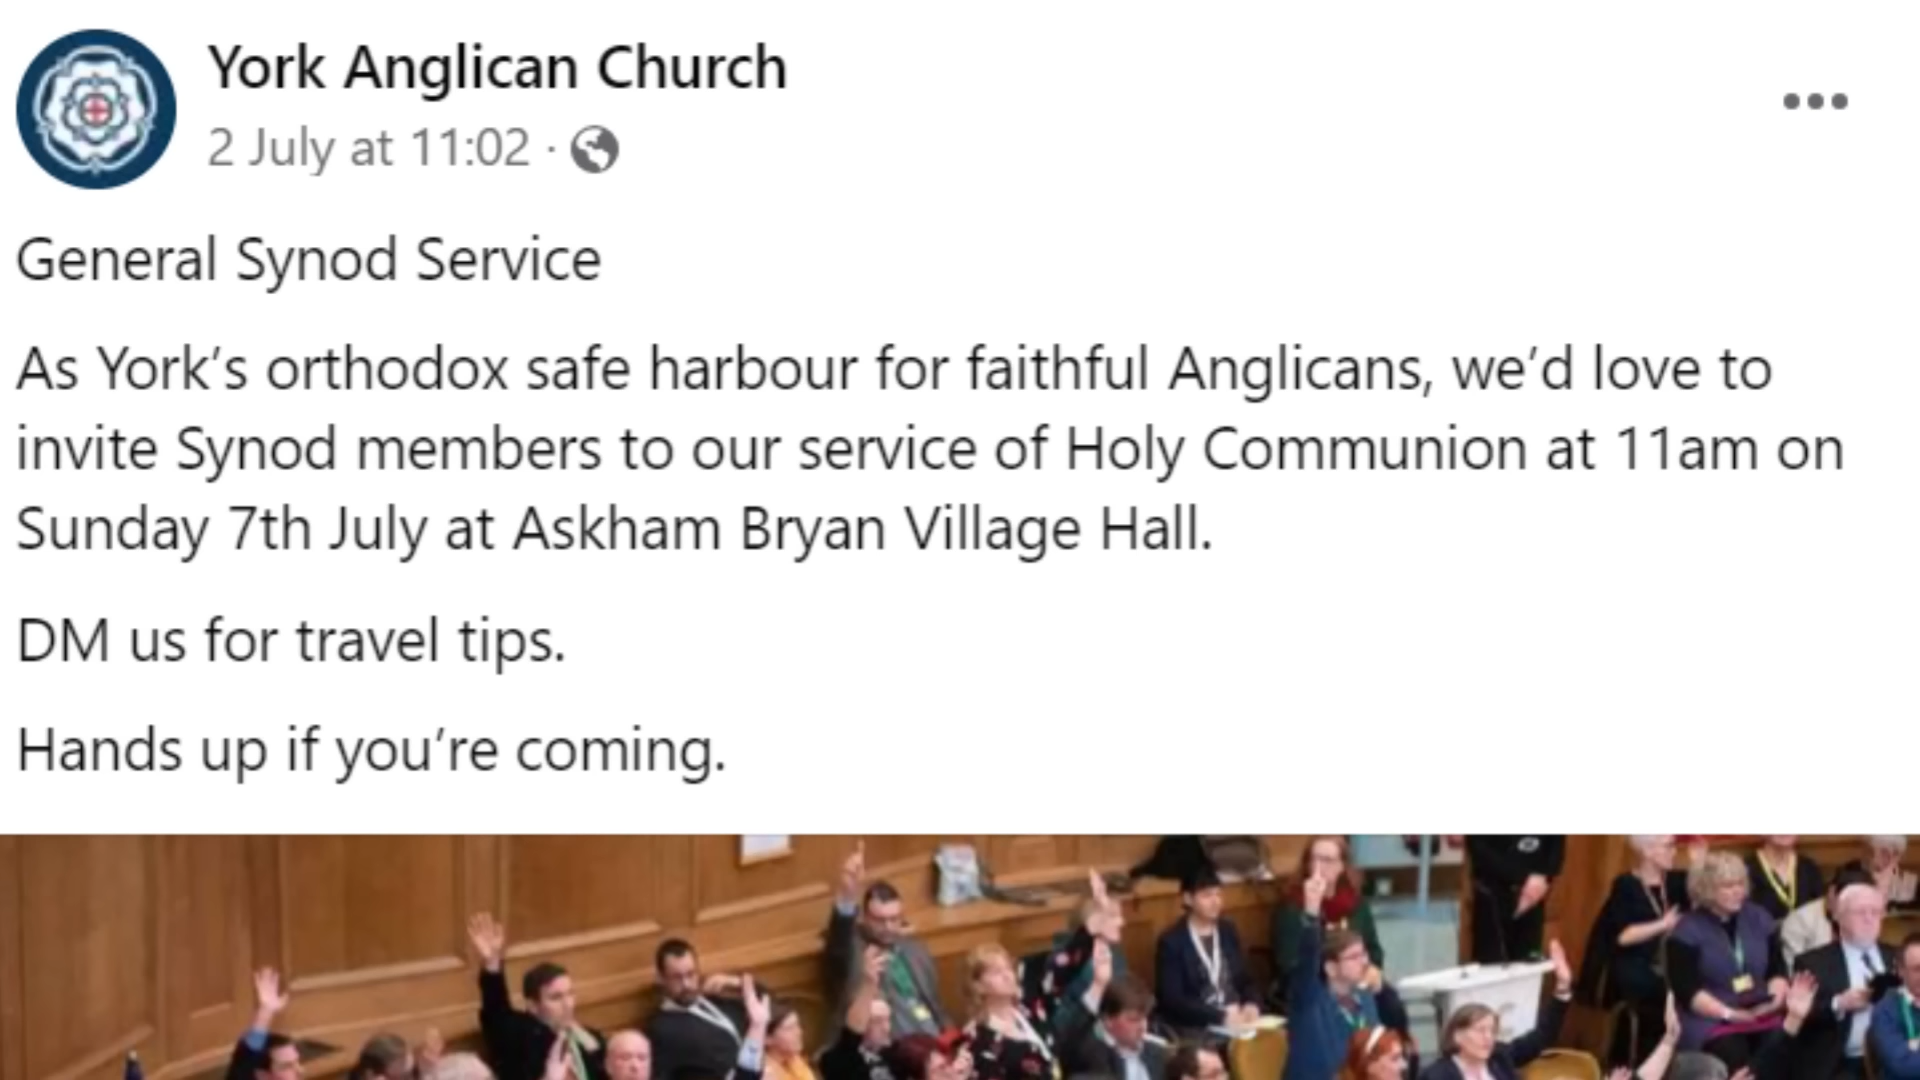 York Anglican Church
2 July at 11:02 ·
General Synod Service
As York’s orthodox safe harbour for faithful Anglicans, we’d love to
invite Synod members to our service of Holy Communion at 11am on
Sunday 7th July at Askham Bryan Village Hall.
DM us for travel tips.
Hands up if you’re coming.